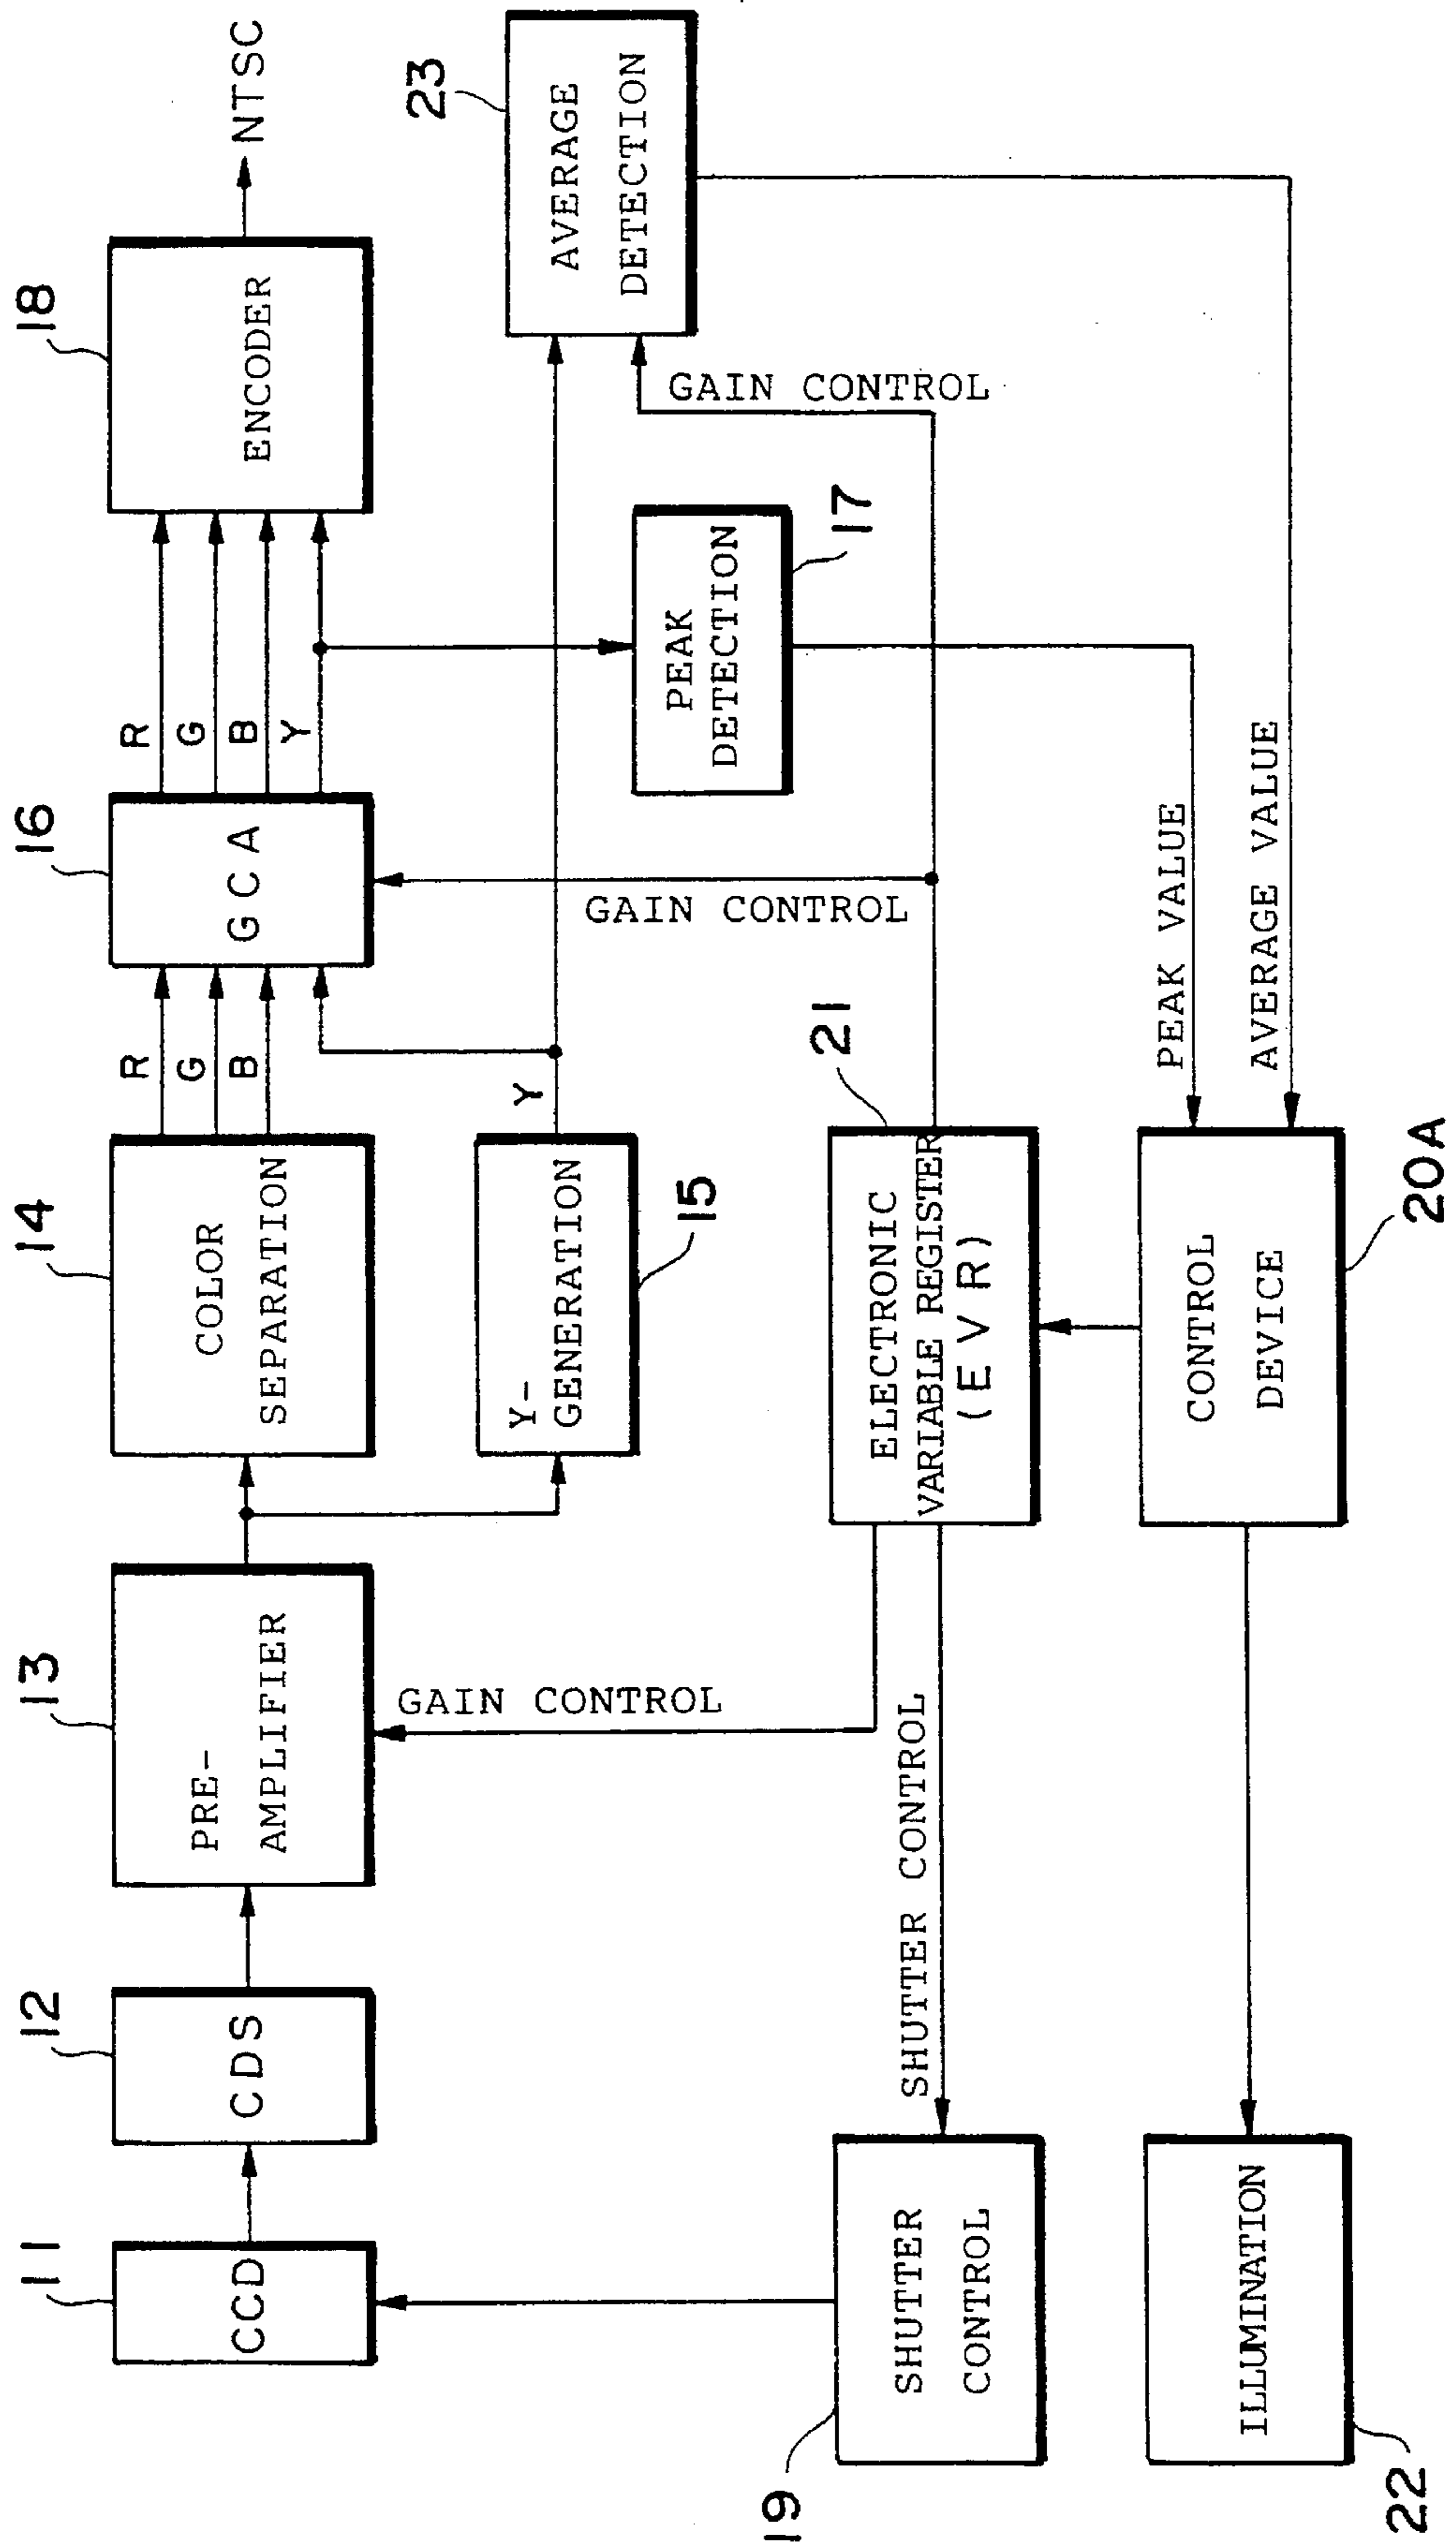 11
CCD
12
CDS
13
PRE-
AMPLIFIER
14
COLOR
SEPARATION
R
G
B
16
GCA
R
G
B
Y
18
ENCODER
NTSC
Y-
GENERATION
15
Y
GAIN CONTROL
GAIN CONTROL
PEAK
DETECTION
17
GAIN CONTROL
23
AVERAGE
DETECTION
19
SHUTTER
CONTROL
SHUTTER CONTROL
21
ELECTRONIC
VARIABLE REGISTER
(EVR)
22
ILLUMINATION
CONTROL
DEVICE
20A
PEAK VALUE
AVERAGE VALUE